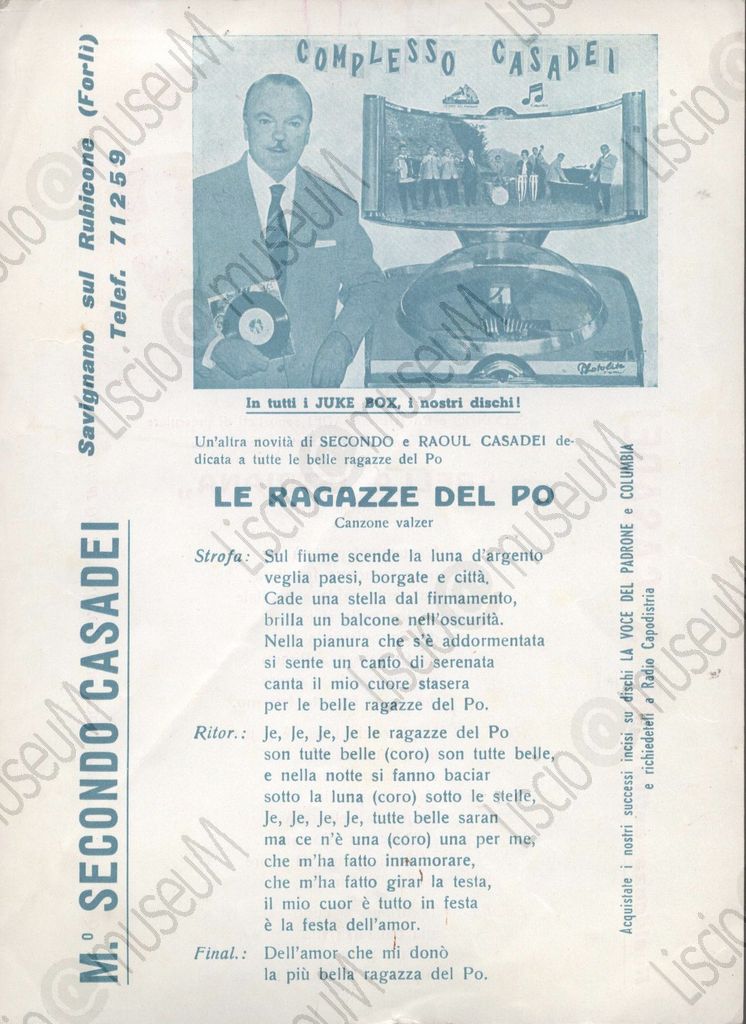 COMPLESSO CASADEI
In tutti i JUKE BOX, i nostri dischi!
Un'altra novità di SECONDO e RAOUL CASADEI de-
dicata a tutte le belle ragazze del Po
LE RAGAZZE DEL PO
Canzone valzer
Strofa: Sul fiume scende la luna d'argento
veglia paesi, borgate e città.
Cade una stella dal firmamento,
brilla un balcone nell'oscurità.
Nella pianura che s'è addormentata
si sente un canto di serenata
canta il mio cuore stasera
per le belle ragazze del Po.
Ritor.: Je, Je, Je, Je le ragazze del Po
son tutte belle (coro) son tutte belle,
e nella notte si fanno baciar
sotto la luna (coro) sotto le stelle,
Je, Je, Je, Je, tutte belle saran
ma ce n'è una (coro) una per me,
che m'ha fatto innamorare,
che m'ha fatto girar la testa,
il mio cuor è tutto in festa
è la festa dell'amor.
Final.: Dell'amor che mi donò
la più bella ragazza del Po.
M.° SECONDO CASADEI
Savignano sul Rubicone (Forlì)
Telef. 71259
Acquistate i nostri successi incisi su dischi LA VOCE DEL PADRONE e COLUMBIA
e richiedeteli a Radio Capodistria
Liscio@museuM